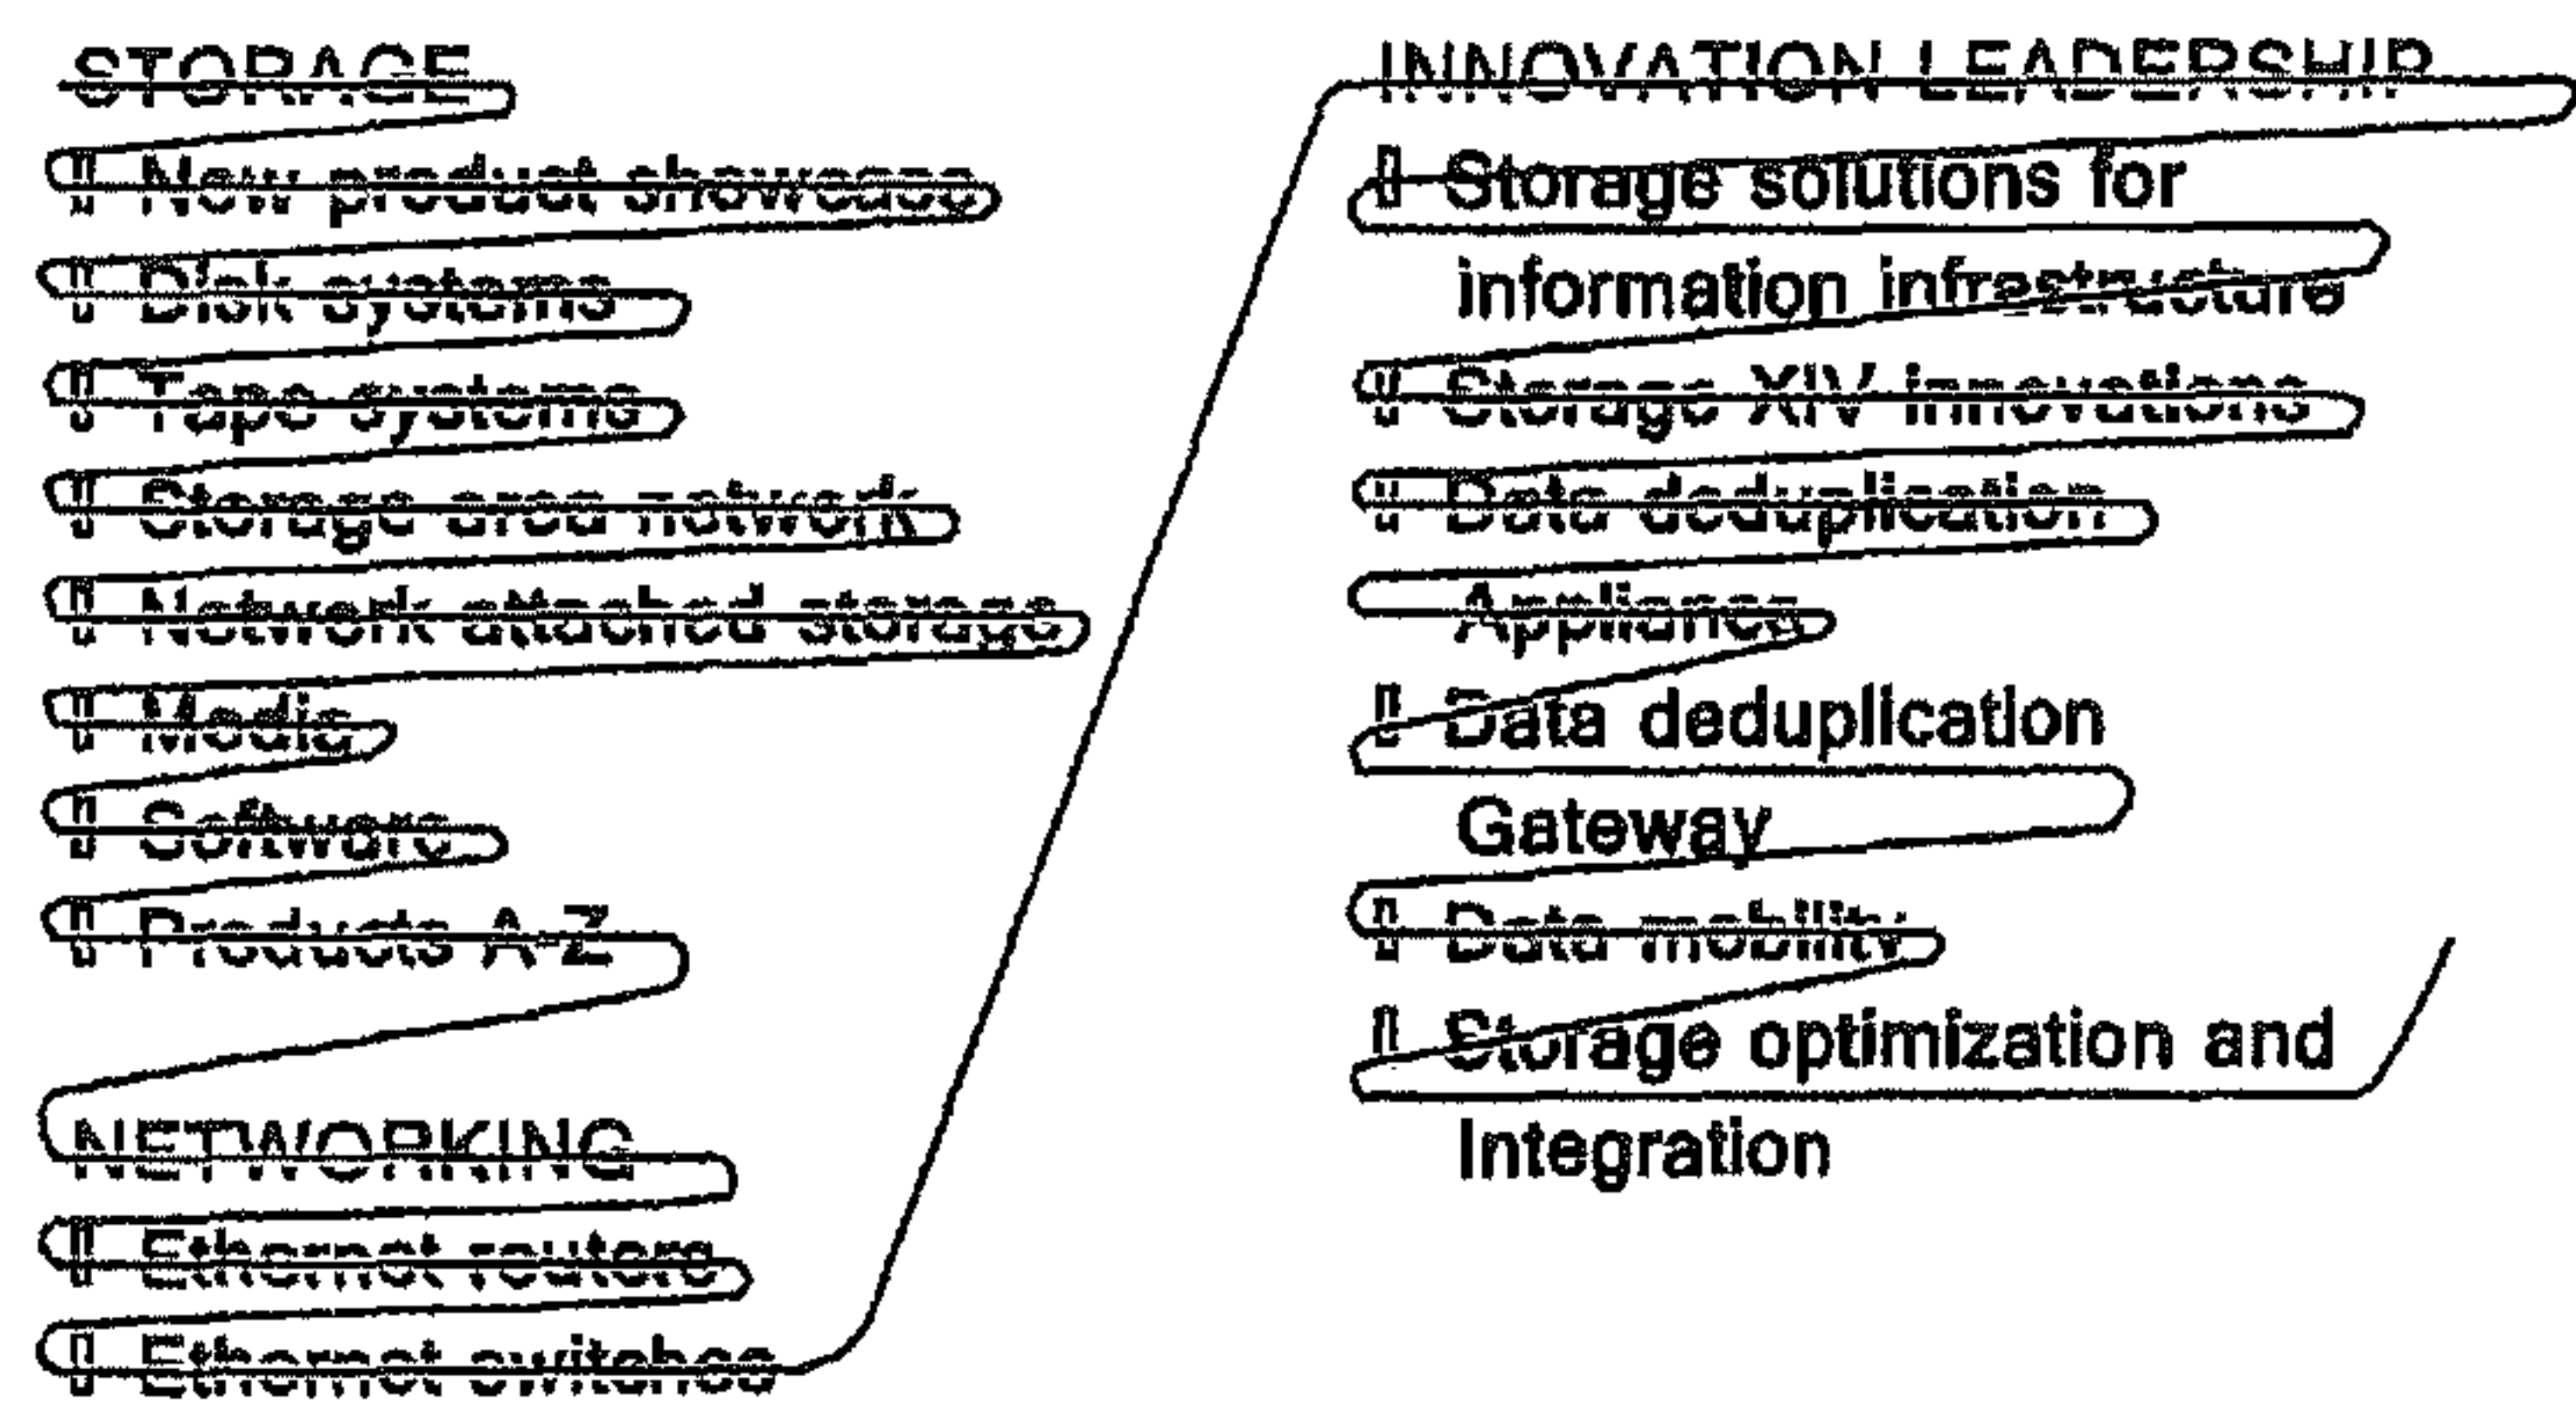 STORAGE
▯ New product showcase
▯ Disk systems
▯ Tape systems
▯ Storage area network
▯ Network attached storage
▯ Media
▯ Software
▯ Products A-Z
NETWORKING
▯ Ethernet routers
▯ Ethernet switches
INNOVATION LEADERSHIP
▯ Storage solutions for
information infrastructure
▯ Storage XIV innovations
▯ Data deduplication
Appliance
▯ Data deduplication
Gateway
▯ Data mobility
▯ Storage optimization and
Integration